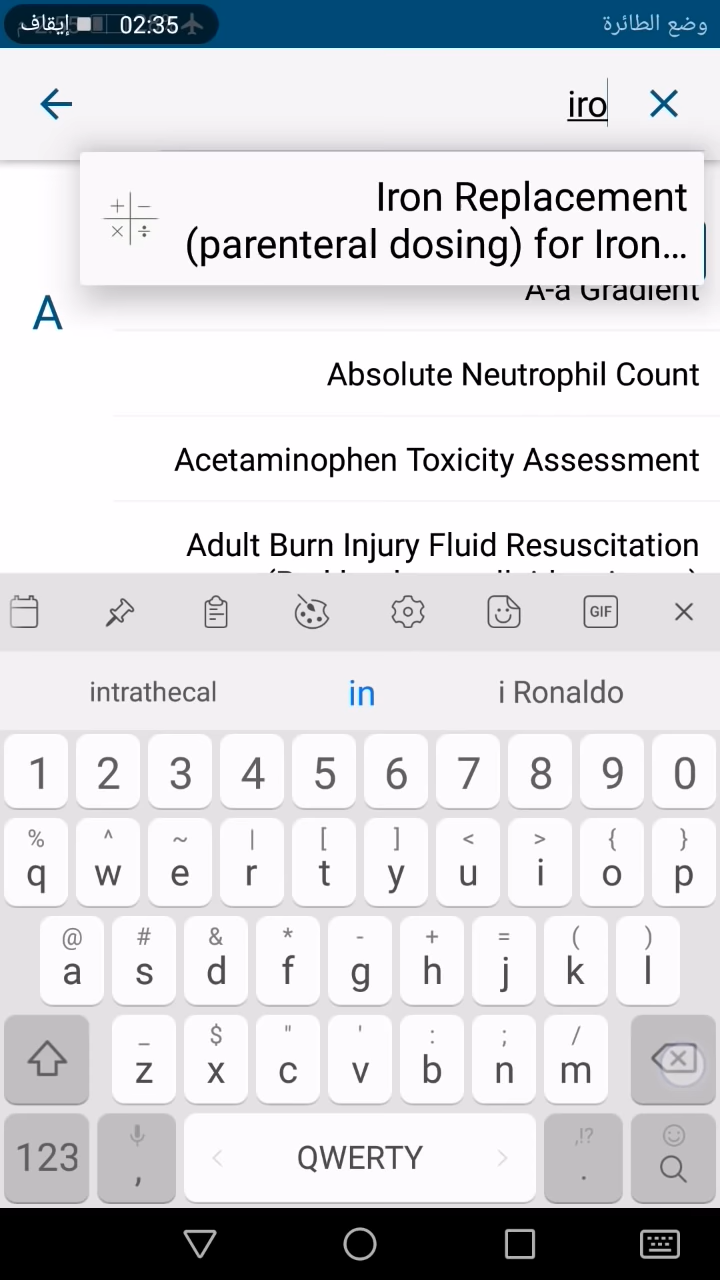 إيقاف 02:35 وضع الطائرة
iro
Iron Replacement
(parenteral dosing) for Iron...
A
A-a Gradient
Absolute Neutrophil Count
Acetaminophen Toxicity Assessment
Adult Burn Injury Fluid Resuscitation
GIF
intrathecal in i Ronaldo
1 2 3 4 5 6 7 8 9 0
% ^ ~ | [ ] < > { }
q w e r t y u i o p
@ # & * - + = ( )
a s d f g h j k l
_ $ " ' : ; /
z x c v b n m
,!?
123 , < QWERTY > .